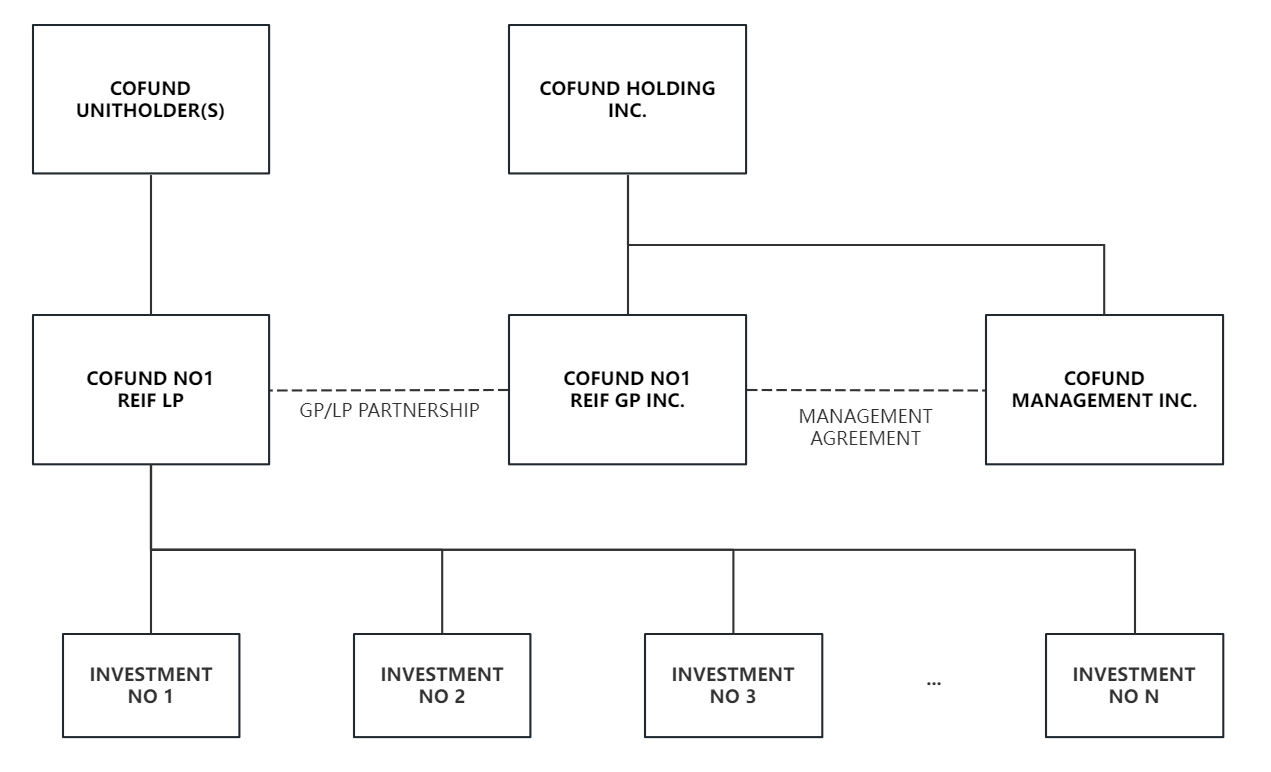 COFUND
UNITHOLDER(S)
COFUND HOLDING
INC.
COFUND NO1
REIF LP
GP/LP PARTNERSHIP
COFUND NO1
REIF GP INC.
MANAGEMENT
AGREEMENT
COFUND
MANAGEMENT INC.
INVESTMENT
NO 1
INVESTMENT
NO 2
INVESTMENT
NO 3
...
INVESTMENT
NO N